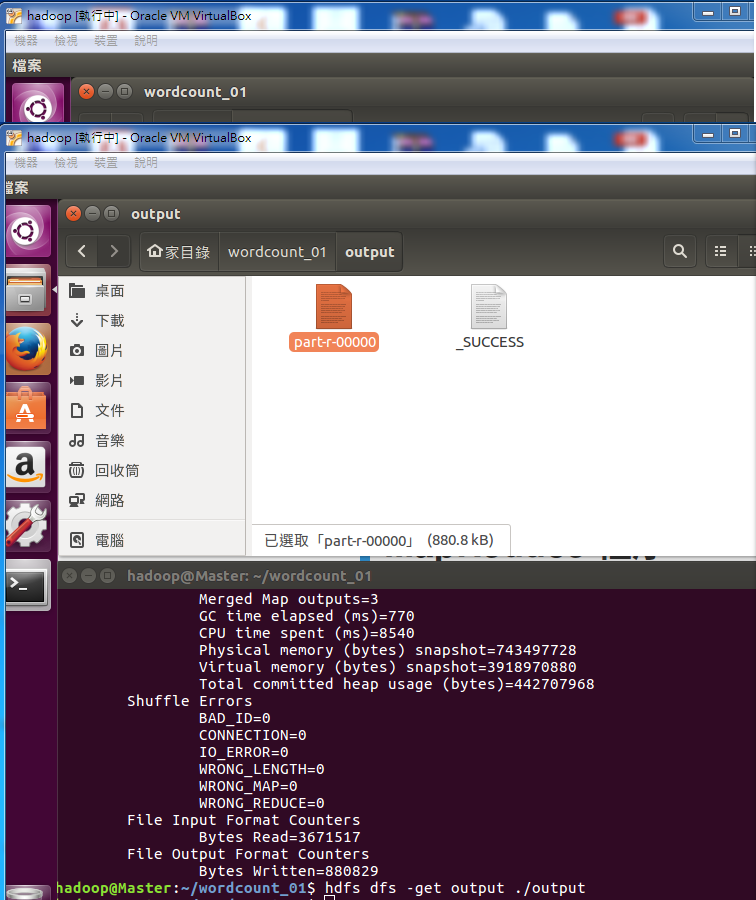 hadoop [執行中] - Oracle VM VirtualBox
機器 檢視 裝置 說明
檔案
wordcount_01
hadoop [執行中] - Oracle VM VirtualBox
機器 檢視 裝置 說明
檔案
output
家目錄 wordcount_01 output
桌面
下載
圖片
影片
文件
音樂
回收筒
網路
電腦
part-r-00000
_SUCCESS
已選取「part-r-00000」 (880.8 kB)
hadoop@Master: ~/wordcount_01
Merged Map outputs=3
GC time elapsed (ms)=770
CPU time spent (ms)=8540
Physical memory (bytes) snapshot=743497728
Virtual memory (bytes) snapshot=3918970880
Total committed heap usage (bytes)=442707968
Shuffle Errors
BAD_ID=0
CONNECTION=0
IO_ERROR=0
WRONG_LENGTH=0
WRONG_MAP=0
WRONG_REDUCE=0
File Input Format Counters
Bytes Read=3671517
File Output Format Counters
Bytes Written=880829
hadoop@Master:~/wordcount_01$ hdfs dfs -get output ./output